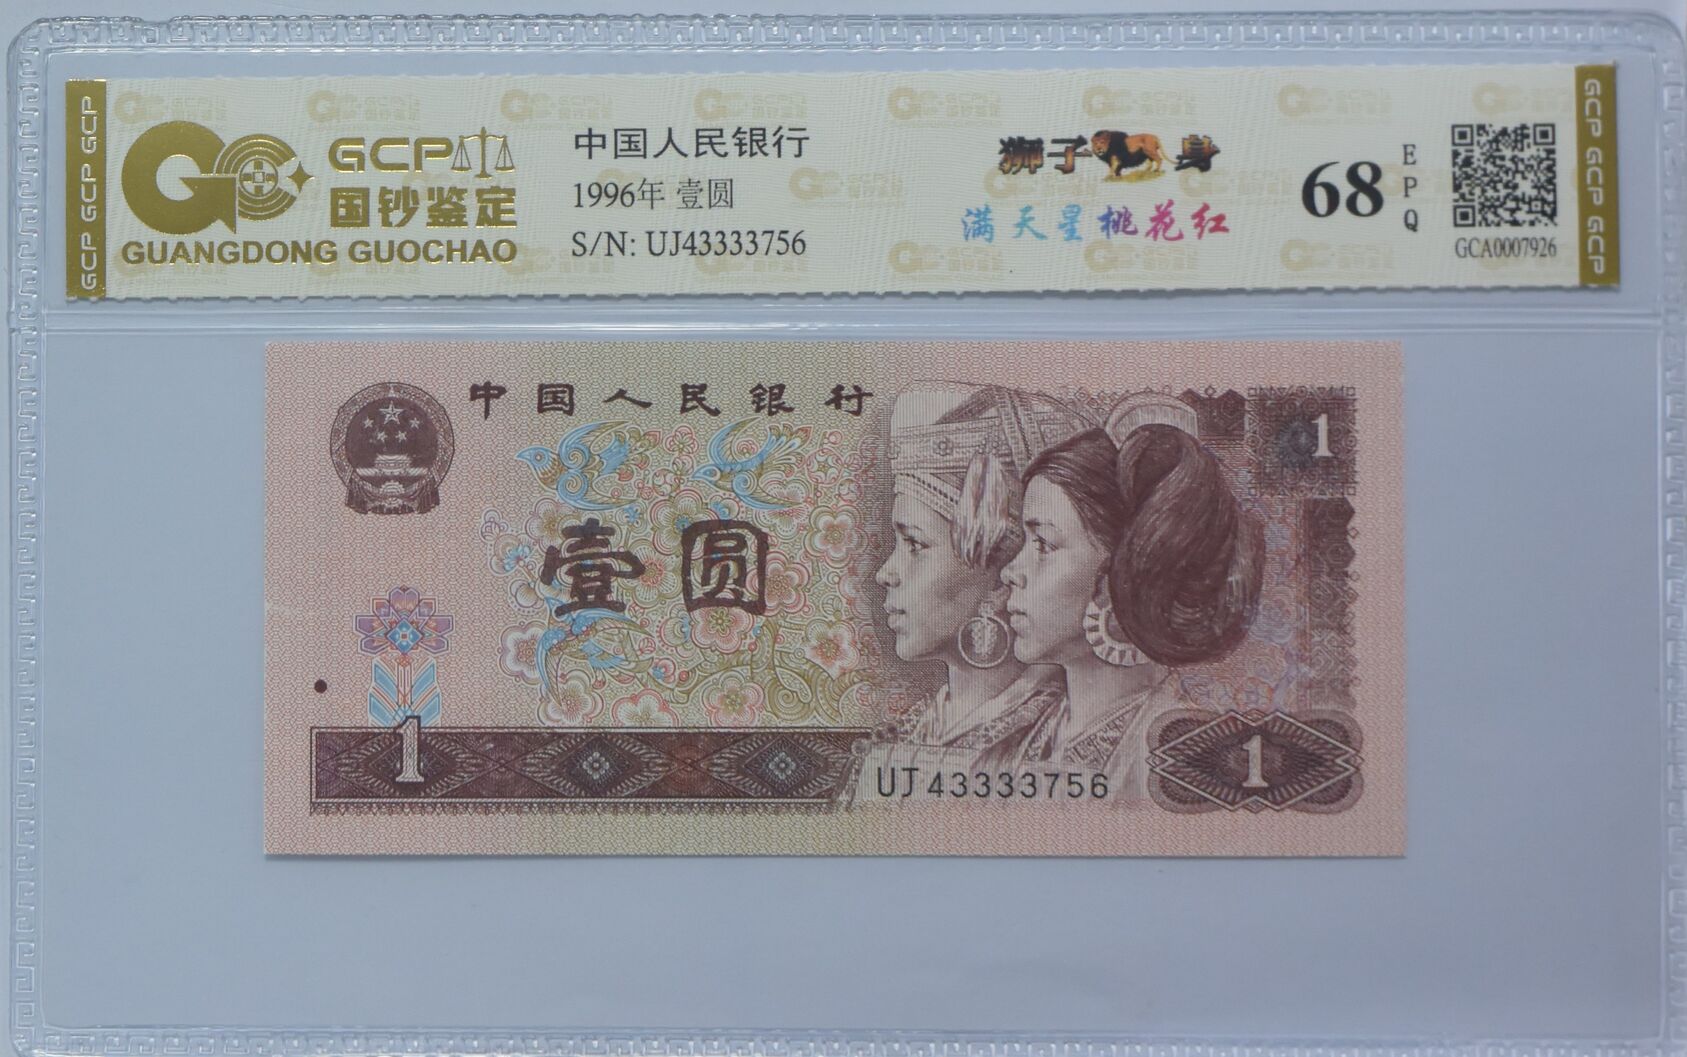 GCP GCP GCP
GCP
国钞鉴定
GUANGDONG GUOCHAO
中国人民银行
1996年 壹圆
S/N: UJ43333756
狮子身
满天星桃花红
68
EPQ
GCA0007926
GCP GCP GCP
中国人民银行
1
壹圆
1
UJ43333756
1